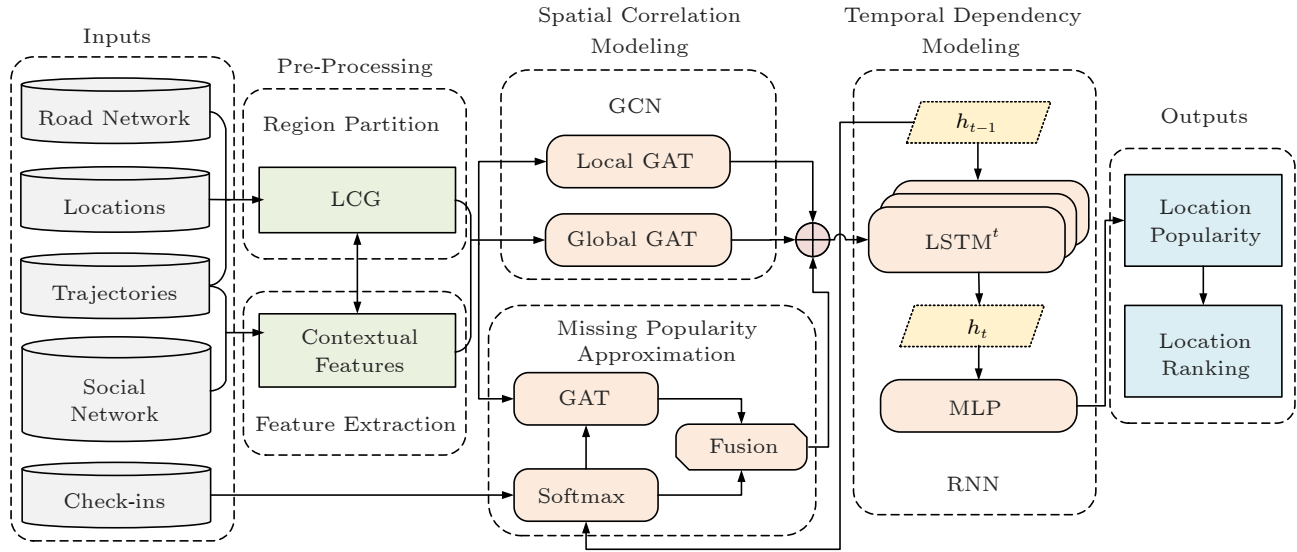 Inputs
Road Network
Locations
Trajectories
Social
Network
Check-ins
Pre-Processing
Region Partition
LCG
Contextual
Features
Feature Extraction
Spatial Correlation
Modeling
GCN
Local GAT
Global GAT
Missing Popularity
Approximation
GAT
Fusion
Softmax
Temporal Dependency
Modeling
h_{t−1}
LSTM^t
h_t
MLP
RNN
Outputs
Location
Popularity
Location
Ranking